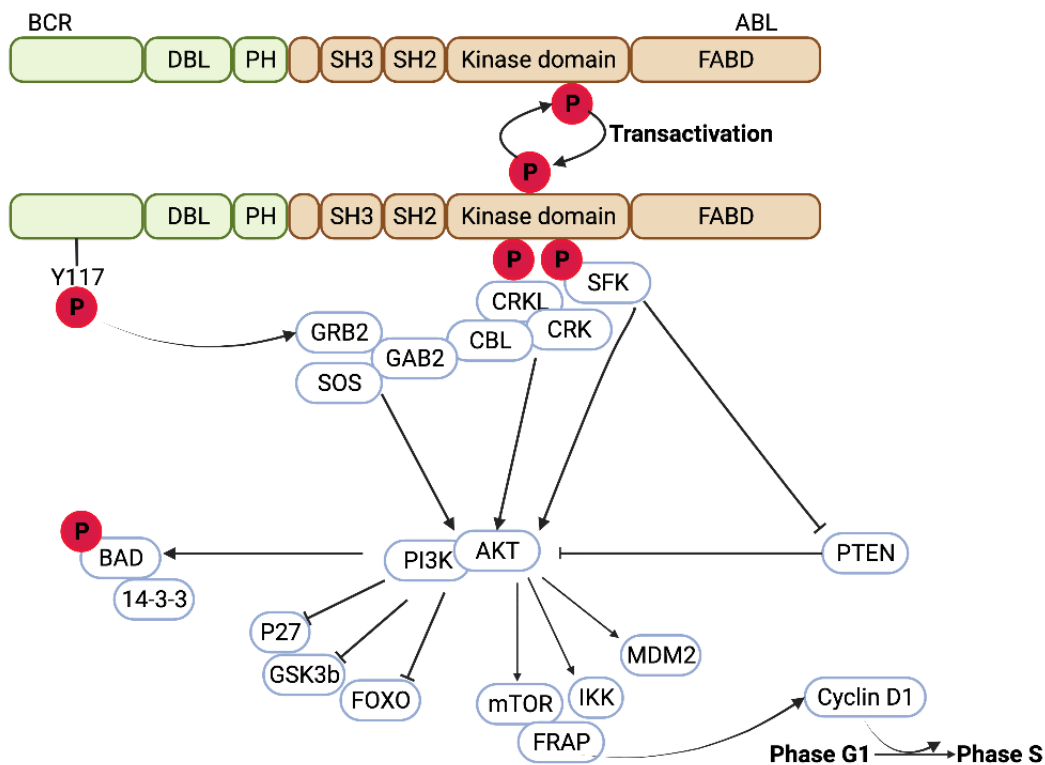 BCR
ABL
DBL
PH
SH3
SH2
Kinase domain
FABD
P
Transactivation
P
DBL
PH
SH3
SH2
Kinase domain
FABD
P
P
Y117
P
SFK
CRKL
CRK
CBL
GRB2
GAB2
SOS
P
BAD
14-3-3
PI3K
AKT
PTEN
P27
GSK3b
FOXO
MDM2
mTOR
IKK
FRAP
Cyclin D1
Phase G1
Phase S